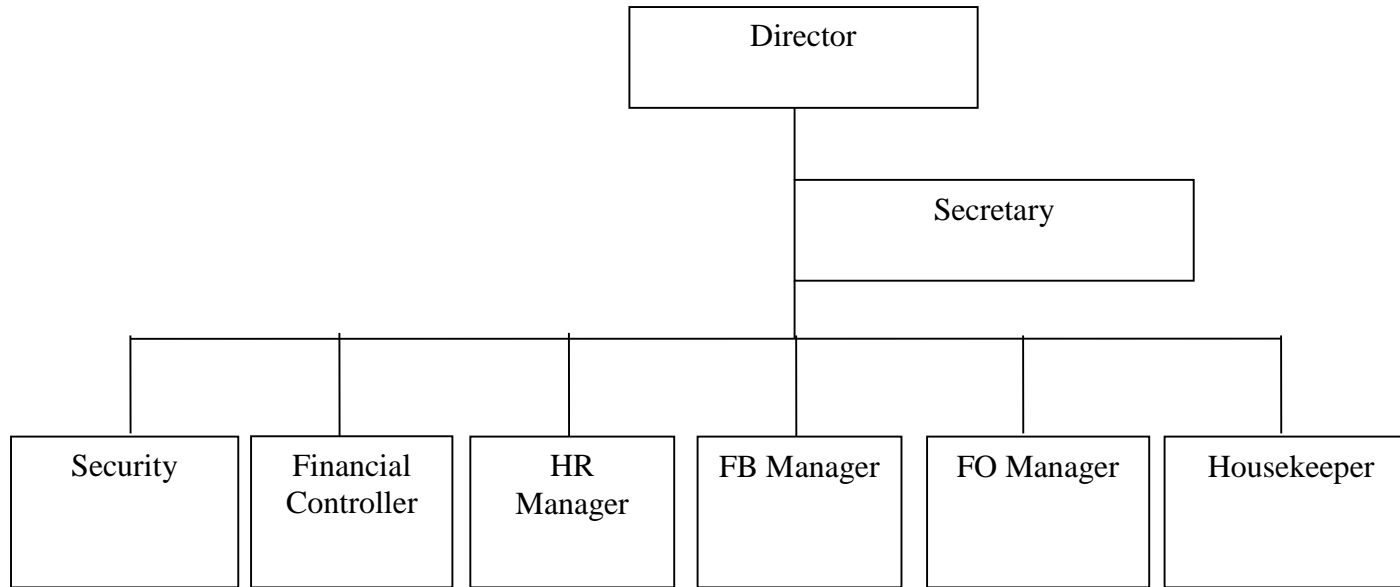 Director
Secretary
Security
Financial
Controller
HR
Manager
FB Manager
FO Manager
Housekeeper